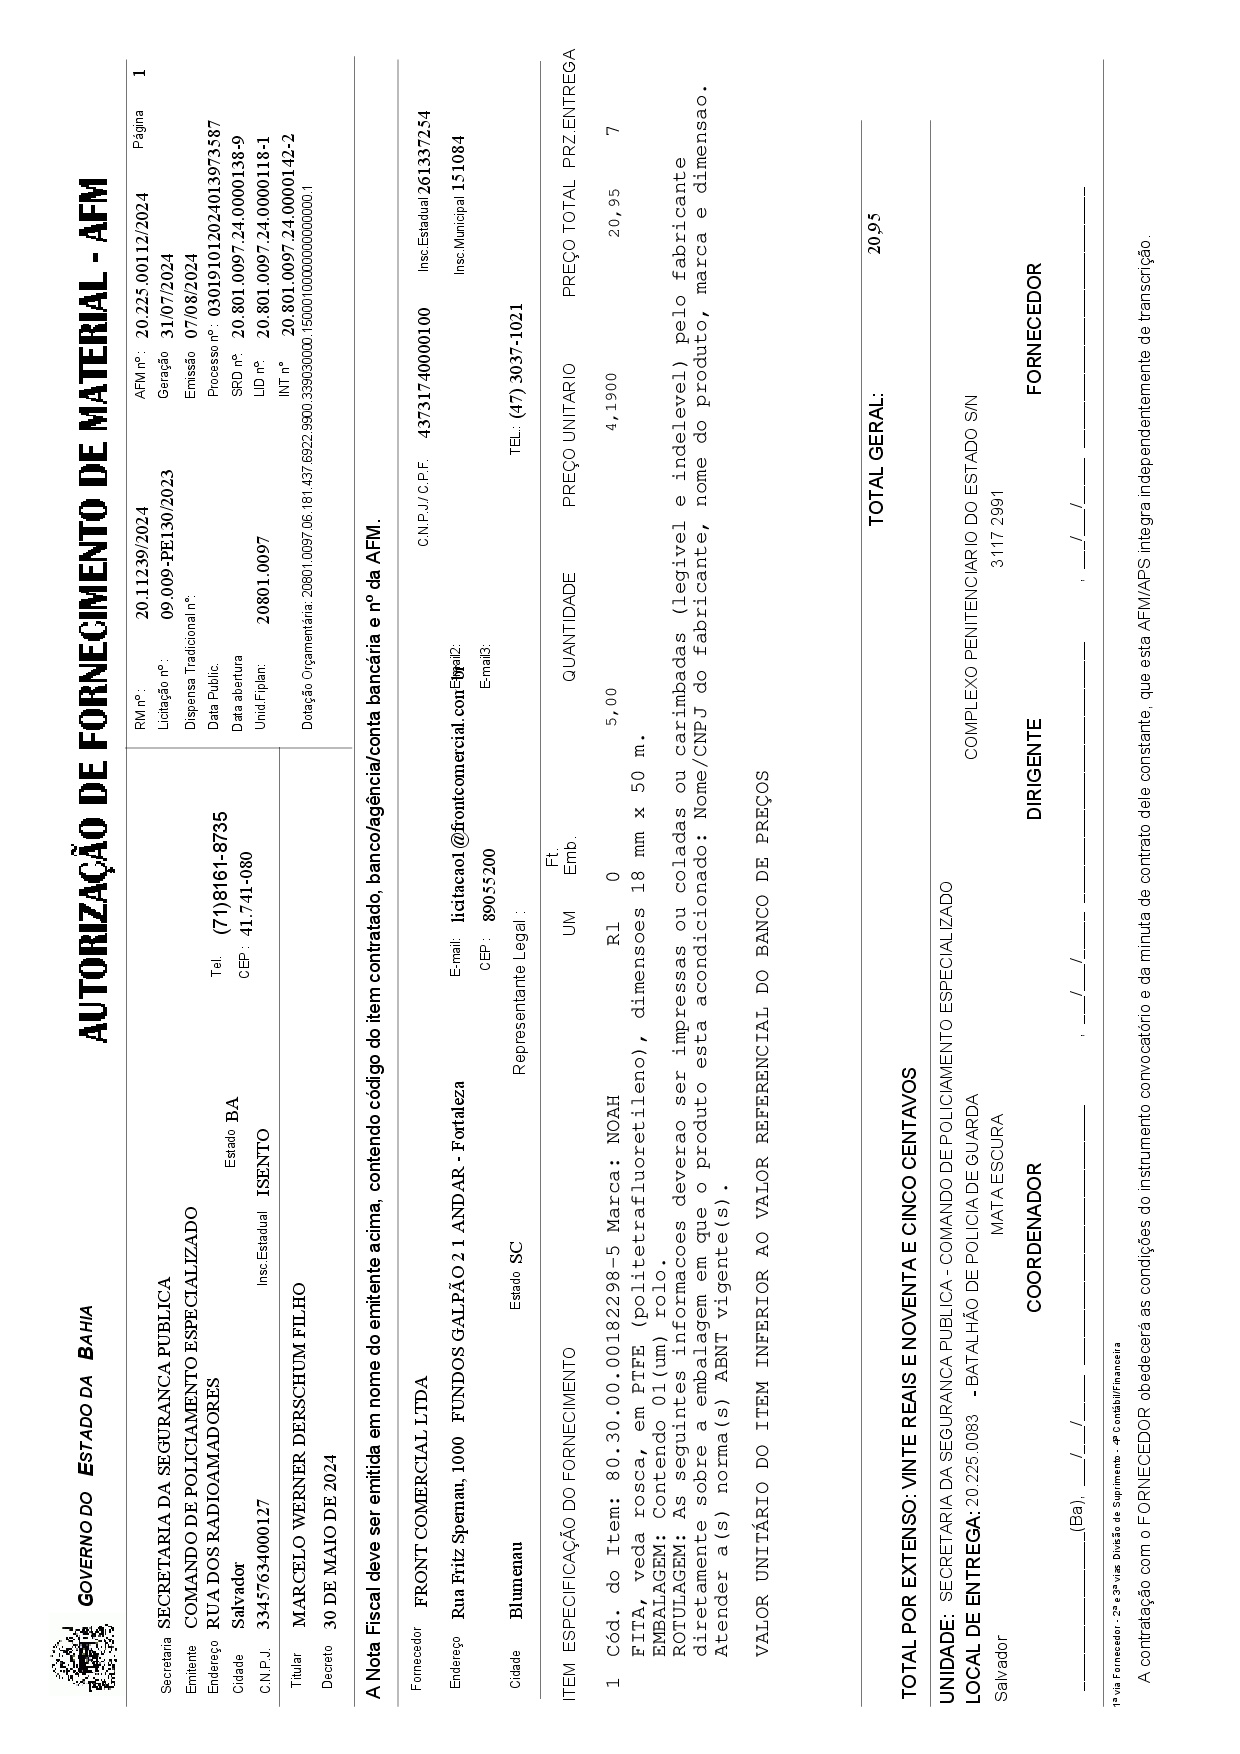 GOVERNO DO ESTADO DA BAHIA
AUTORIZAÇÃO DE FORNECIMENTO DE MATERIAL - AFM
RM nº : 20.11239/2024 AFM nº : 20.225.00112/2024 Página 1
Secretaria SECRETARIA DA SEGURANCA PUBLICA Licitação nº : 09.009-PE130/2023 Geração 31/07/2024
Emitente COMANDO DE POLICIAMENTO ESPECIALIZADO Dispensa Tradicional nº: Emissão 07/08/2024
Endereço RUA DOS RADIOAMADORES Tel. (71)8161-8735 Data Public. Processo nº : 030191012024013973587
Cidade Salvador Estado BA CEP : 41.741-080 Data abertura SRD nº: 20.801.0097.24.0000138-9
C.N.P.J. 33457634000127 Insc.Estadual ISENTO Unid.Fiplan: 20801.0097 LID nº: 20.801.0097.24.0000118-1
INT n° 20.801.0097.24.0000142-2
Titular MARCELO WERNER DERSCHUM FILHO Dotação Orçamentária: 20801.0097.06.181.437.6922.9900.339030000.15000100000000000000.1
Decreto 30 DE MAIO DE 2024
A Nota Fiscal deve ser emitida em nome do emitente acima, contendo código do item contratado, banco/agência/conta bancária e nº da AFM.
Fornecedor FRONT COMERCIAL LTDA C.N.P.J./ C.P.F. 43731740000100 Insc.Estadual 261337254
Endereço Rua Fritz Spernau, 1000 FUNDOS GALPÃO 2 1 ANDAR - Fortaleza E-mail: licitacao1@frontcomercial.com br E-mail2: Insc.Municipal 151084
CEP : 89055200 E-mail3:
Cidade Blumenau Estado SC Representante Legal : TEL.: (47) 3037-1021
ITEM ESPECIFICAÇÃO DO FORNECIMENTO UM Ft. Emb. QUANTIDADE PREÇO UNITARIO PREÇO TOTAL PRZ.ENTREGA
1 Cód. do Item: 80.30.00.00182298-5 Marca: NOAH Rl 0 5,00 4,1900 20,95 7
FITA, veda rosca, em PTFE (politetrafluoretileno), dimensoes 18 mm x 50 m.
EMBALAGEM: Contendo 01(um) rolo.
ROTULAGEM: As seguintes informacoes deverao ser impressas ou coladas ou carimbadas (legivel e indelevel) pelo fabricante
diretamente sobre a embalagem em que o produto esta acondicionado: Nome/CNPJ do fabricante, nome do produto, marca e dimensao.
Atender a(s) norma(s) ABNT vigente(s).
VALOR UNITÁRIO DO ITEM INFERIOR AO VALOR REFERENCIAL DO BANCO DE PREÇOS
TOTAL GERAL: 20,95
TOTAL POR EXTENSO: VINTE REAIS E NOVENTA E CINCO CENTAVOS
UNIDADE: SECRETARIA DA SEGURANCA PUBLICA - COMANDO DE POLICIAMENTO ESPECIALIZADO
LOCAL DE ENTREGA: 20.225.0083 - BATALHÃO DE POLICIA DE GUARDA COMPLEXO PENITENCIARIO DO ESTADO S/N
Salvador MATA ESCURA 3117 2991
COORDENADOR DIRIGENTE FORNECEDOR
_________________(Ba), ___/___/_____ ____________________________ , ___/___/_____ ____________________________ , ___/___/_____ ____________________________
1ª via Fornecedor - 2ª e 3ª vias Divisão de Suprimento - 4ª Contábil/Financeira
A contratação com o FORNECEDOR obedecerá as condições do instrumento convocatório e da minuta de contrato dele constante, que esta AFM/APS integra independentemente de transcrição.